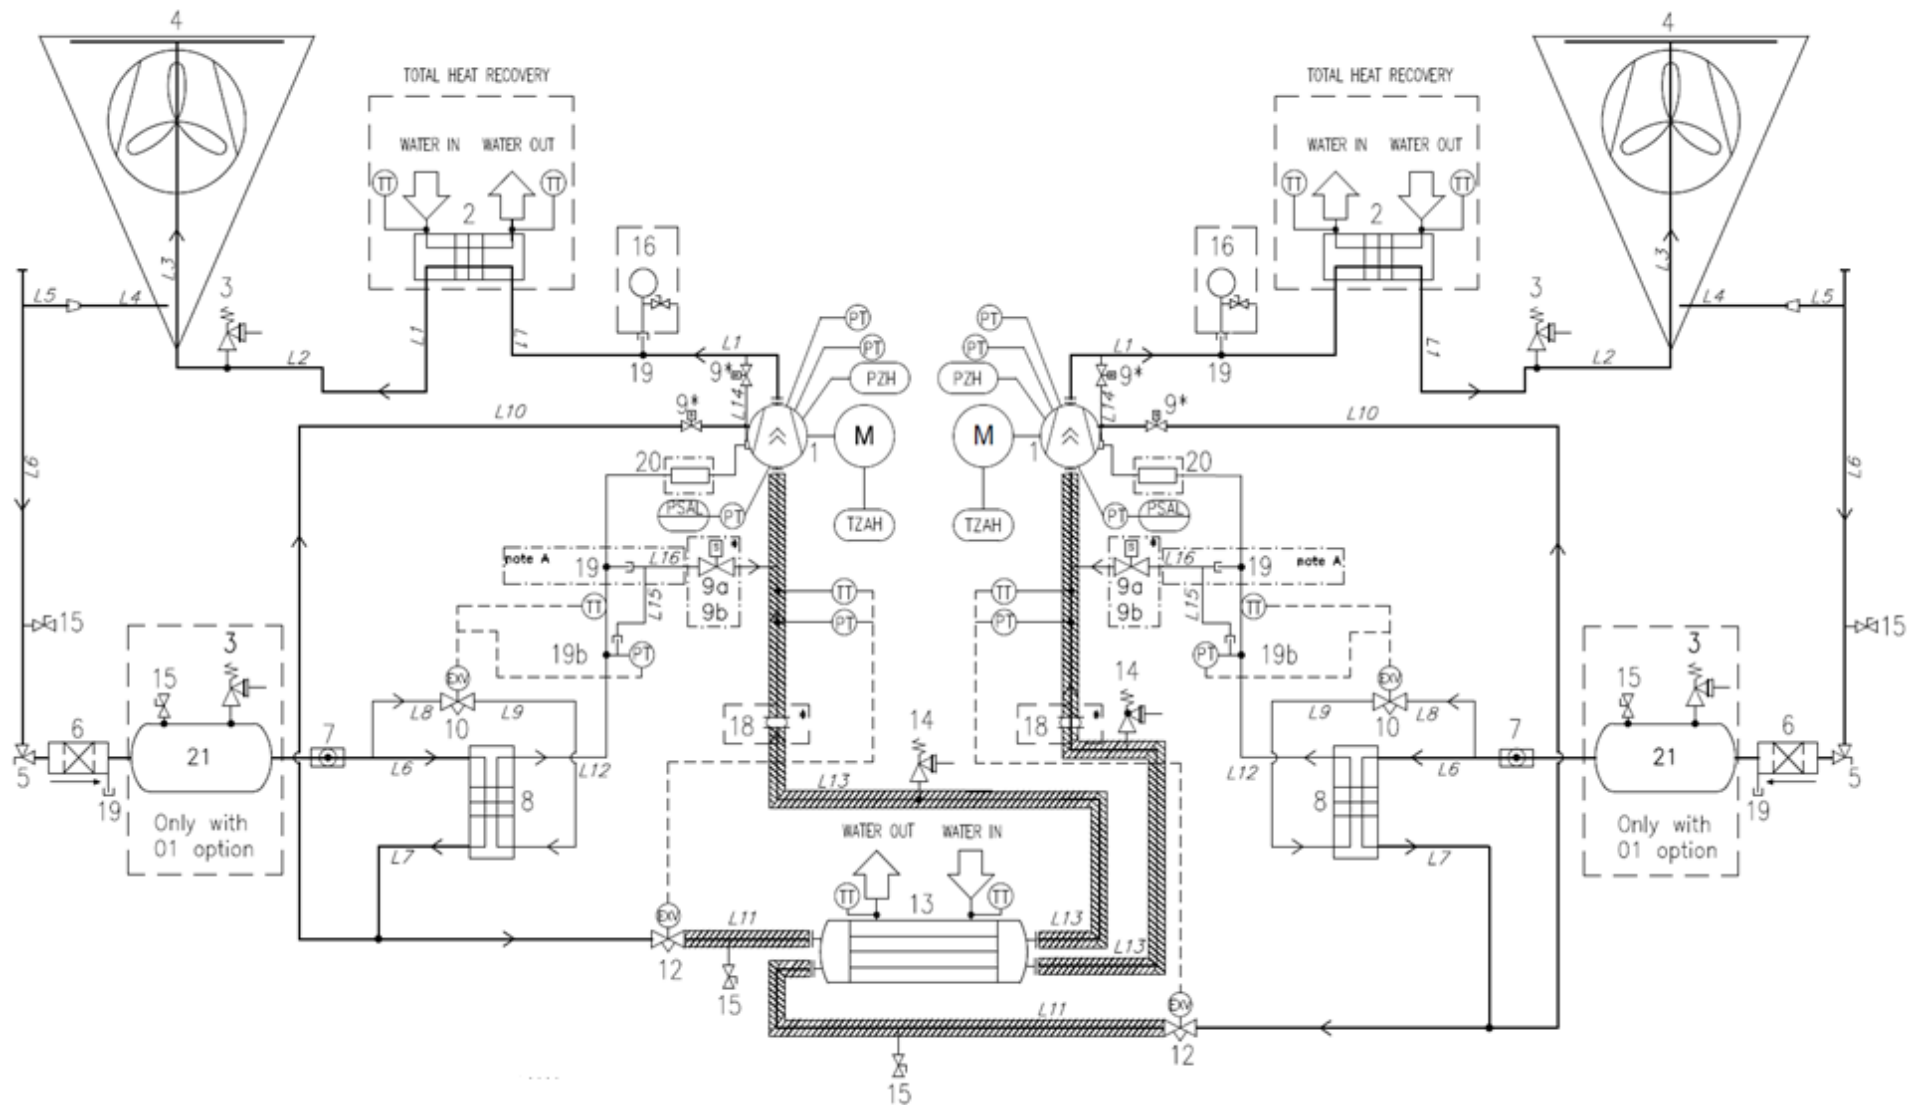 4
4
TOTAL HEAT RECOVERY
TOTAL HEAT RECOVERY
WATER IN
WATER OUT
WATER IN
WATER OUT
TT
TT
TT
TT
2
2
16
16
L3
L3
L5
L4
3
3
L4
L5
L1
L1
L1
PT
PT
L1
L1
L1
L2
L2
19
9*
PT
PT
9*
19
PZH
PZH
L14
L14
L10
9*
9*
L10
M
M
1
1
L6
20
20
L6
PSAL
PT
TZAH
TZAH
PT
PSAL
note A
19
L16
S
*
S
*
L16
19
note A
9a
9a
9b
9b
L15
L15
TT
TT
TT
TT
15
PT
PT
15
19b
PT
PT
19b
3
3
15
EXV
14
EXV
15
L8
L9
18
*
14
18
*
L9
L8
6
7
10
10
7
6
21
21
5
L6
L12
L12
L6
5
19
8
L13
8
19
Only with
O1 option
WATER OUT
WATER IN
Only with
O1 option
L7
L7
TT
TT
13
EXV
L11
L13
L13
12
15
L11
EXV
12
15